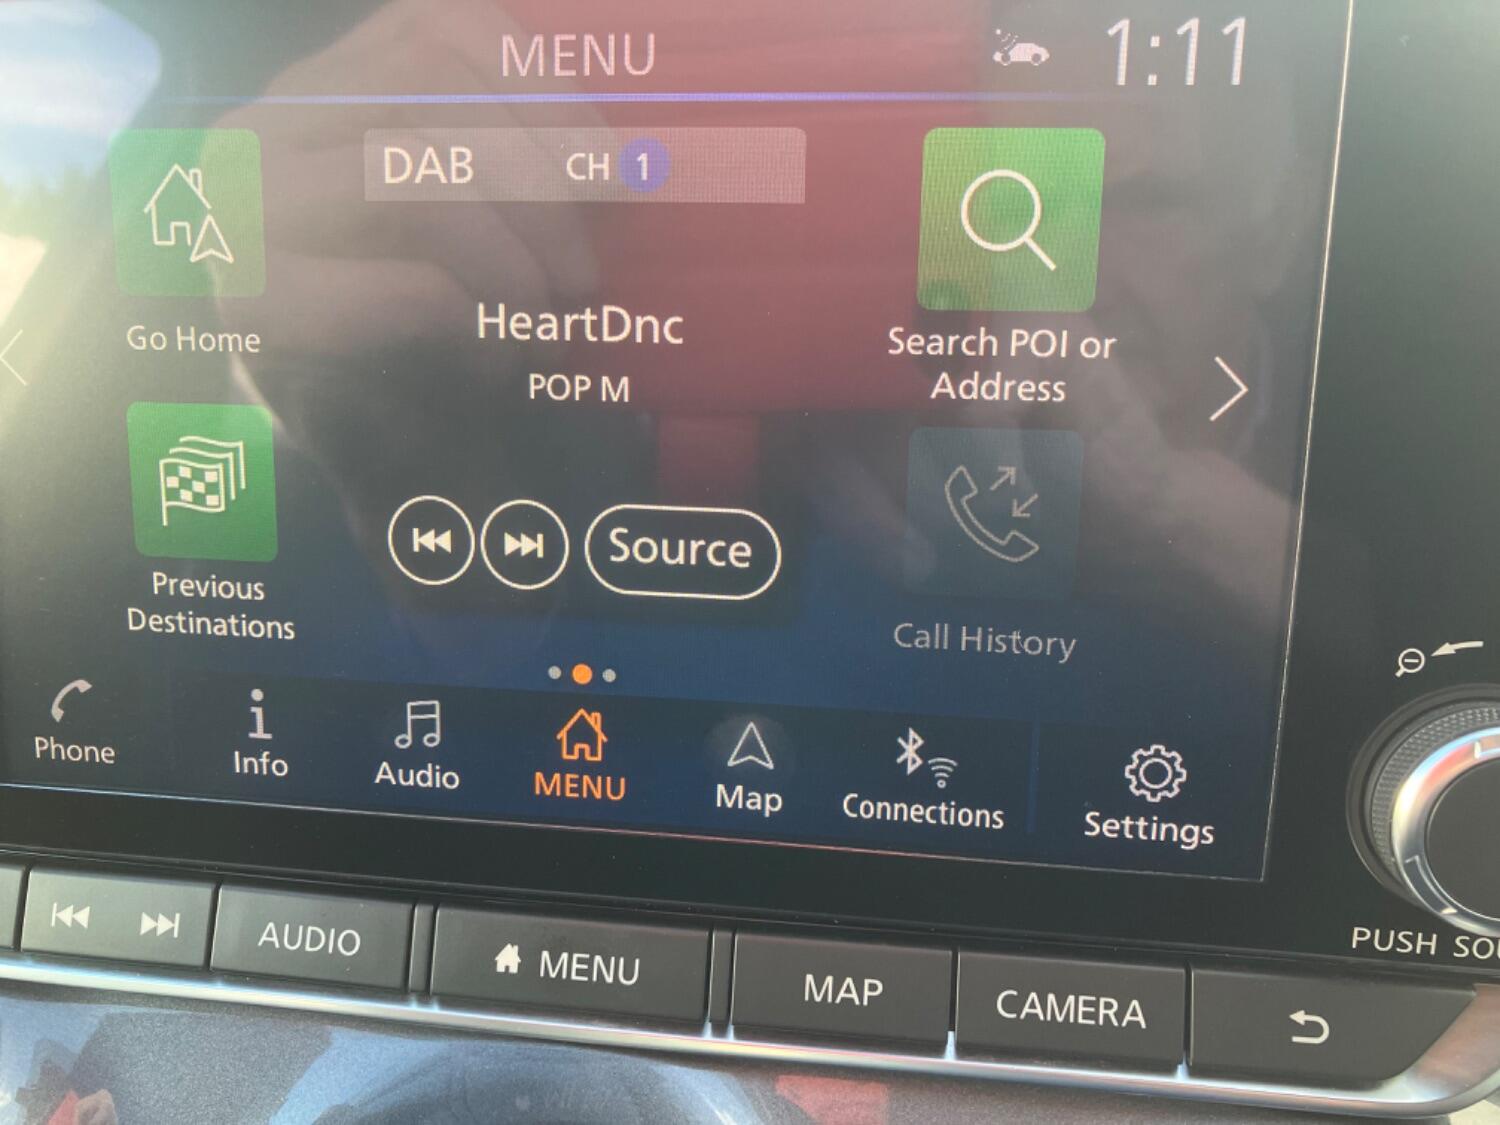 MENU
1:11
DAB CH 1
Go Home
HeartDnc
POP M
Search POI or
Address
Source
Previous
Destinations
Call History
Phone
Info
Audio
MENU
Map
Connections
Settings
AUDIO
MENU
MAP
CAMERA
PUSH